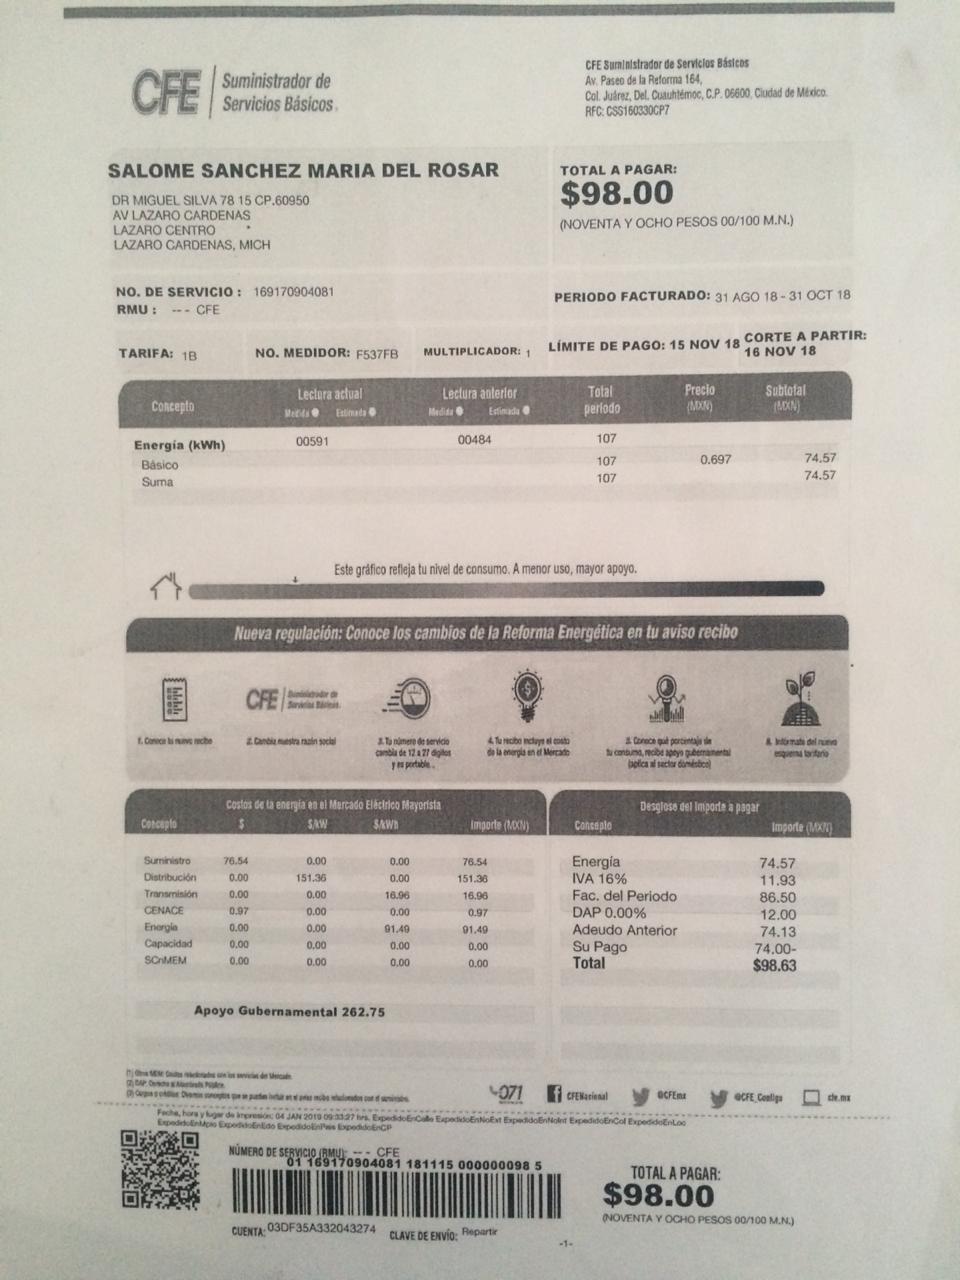 CFE Suministrador de
Servicios Básicos.
CFE Suministrador de Servicios Básicos
Av. Paseo de la Reforma 164,
Col. Juárez, Del. Cuauhtémoc, C.P. 06600, Ciudad de México.
RFC: CSS160330CP7
SALOME SANCHEZ MARIA DEL ROSAR
DR MIGUEL SILVA 78 15 CP.60950
AV LAZARO CARDENAS
LAZARO CENTRO
LAZARO CARDENAS, MICH
TOTAL A PAGAR:
$98.00
(NOVENTA Y OCHO PESOS 00/100 M.N.)
NO. DE SERVICIO : 169170904081
RMU : --- CFE
PERIODO FACTURADO: 31 AGO 18 - 31 OCT 18
TARIFA: 1B NO. MEDIDOR: F537FB MULTIPLICADOR: 1 LÍMITE DE PAGO: 15 NOV 18 CORTE A PARTIR:
16 NOV 18
Concepto Lectura actual Lectura anterior Total periodo Precio (MXN) Subtotal (MXN)
Medida Estimada Medida Estimada
Energía (kWh) 00591 00484 107
Básico 107 0.697 74.57
Suma 107 74.57
Este gráfico refleja tu nivel de consumo. A menor uso, mayor apoyo.
Nueva regulación: Conoce los cambios de la Reforma Energética en tu aviso recibo
CFE Suministrador de
Servicios Básicos.
1. Conoce tu nuevo recibo
2. Cambia nuestra razón social
3. Tu número de servicio
cambia de 12 a 27 dígitos
y es portable.
4. Tu recibo incluye el costo
de la energía en el Mercado
5. Conoce qué porcentaje de
tu consumo, recibe apoyo gubernamental
(aplica al sector doméstico)
6. Infórmate del nuevo
esquema tarifario
Costos de la energía en el Mercado Eléctrico Mayorista
Concepto $ $/kW $/kWh Importe (MXN)
Suministro 76.54 0.00 0.00 76.54
Distribución 0.00 151.36 0.00 151.36
Transmisión 0.00 0.00 16.96 16.96
CENACE 0.97 0.00 0.00 0.97
Energía 0.00 0.00 91.49 91.49
Capacidad 0.00 0.00 0.00 0.00
SCnMEM 0.00 0.00 0.00 0.00
Apoyo Gubernamental 262.75
Desglose del importe a pagar
Concepto Importe (MXN)
Energía 74.57
IVA 16% 11.93
Fac. del Periodo 86.50
DAP 0.00% 12.00
Adeudo Anterior 74.13
Su Pago 74.00-
Total $98.63
(1) Otros MEM: Costos relacionados con los servicios del Mercado.
(2) DAP: Derecho al Alumbrado Público.
(3) Cargos o créditos: Diversos conceptos que se pueden incluir en el aviso recibo relacionados con el suministro.
071 CFENacional @CFEmx @CFE_Contigo cfe.mx
Fecha, hora y lugar de impresión: 04 JAN 2019 09:33:27 hrs. ExpedidoEnCalle ExpedidoEnNoExt ExpedidoEnNoInt ExpedidoEnCol ExpedidoEnLoc
ExpedidoEnMpio ExpedidoEnEdo ExpedidoEnPais ExpedidoEnCP
NÚMERO DE SERVICIO (RMU): --- CFE
01 169170904081 181115 000000098 5
CUENTA: 03DF35A332043274 CLAVE DE ENVÍO: Repartir
TOTAL A PAGAR:
$98.00
(NOVENTA Y OCHO PESOS 00/100 M.N.)
-1-